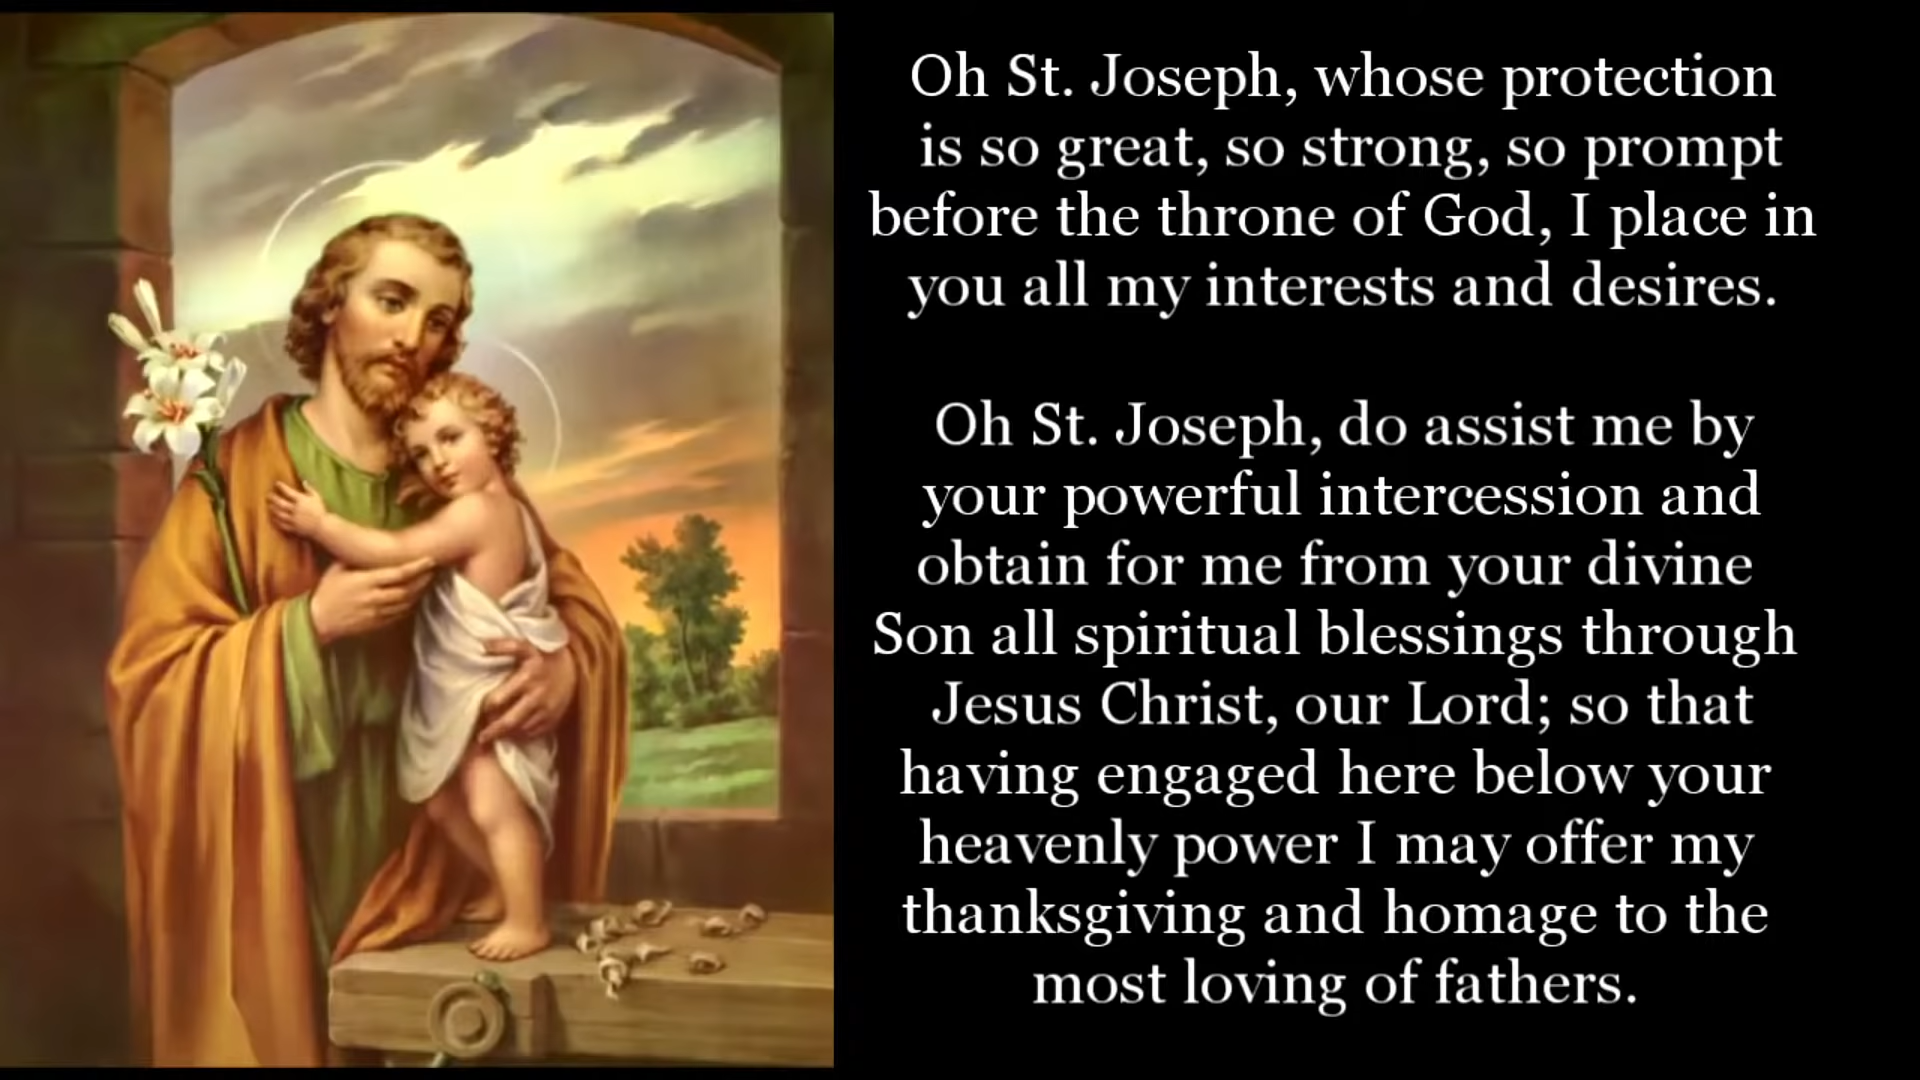 Oh St. Joseph, whose protection
is so great, so strong, so prompt
before the throne of God, I place in
you all my interests and desires.
Oh St. Joseph, do assist me by
your powerful intercession and
obtain for me from your divine
Son all spiritual blessings through
Jesus Christ, our Lord; so that
having engaged here below your
heavenly power I may offer my
thanksgiving and homage to the
most loving of fathers.